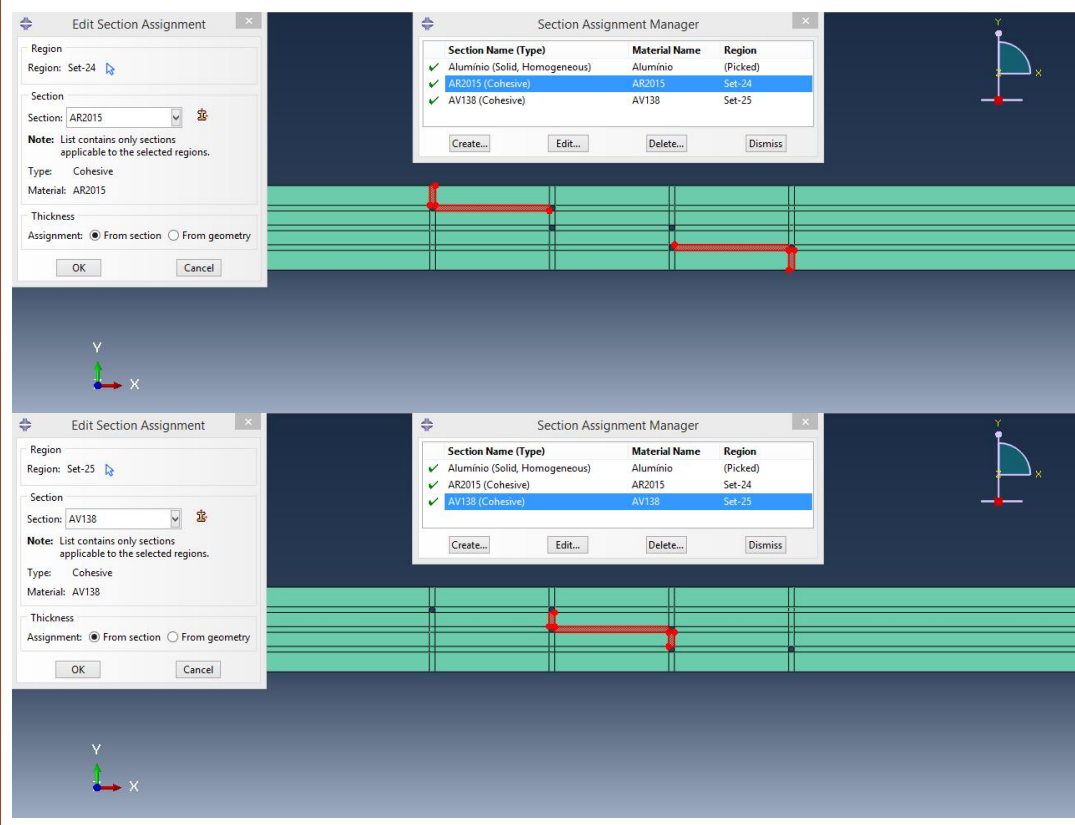 Edit Section Assignment
Region
Region: Set-24
Section
Section: AR2015
Note: List contains only sections
applicable to the selected regions.
Type: Cohesive
Material: AR2015
Thickness
Assignment: From section From geometry
OK Cancel
Section Assignment Manager
Section Name (Type) Material Name Region
Alumínio (Solid, Homogeneous) Alumínio (Picked)
AR2015 (Cohesive) AR2015 Set-24
AV138 (Cohesive) AV138 Set-25
Create... Edit... Delete... Dismiss
Y
Z X
Y
X
Edit Section Assignment
Region
Region: Set-25
Section
Section: AV138
Note: List contains only sections
applicable to the selected regions.
Type: Cohesive
Material: AV138
Thickness
Assignment: From section From geometry
OK Cancel
Section Assignment Manager
Section Name (Type) Material Name Region
Alumínio (Solid, Homogeneous) Alumínio (Picked)
AR2015 (Cohesive) AR2015 Set-24
AV138 (Cohesive) AV138 Set-25
Create... Edit... Delete... Dismiss
Y
Z X
Y
X